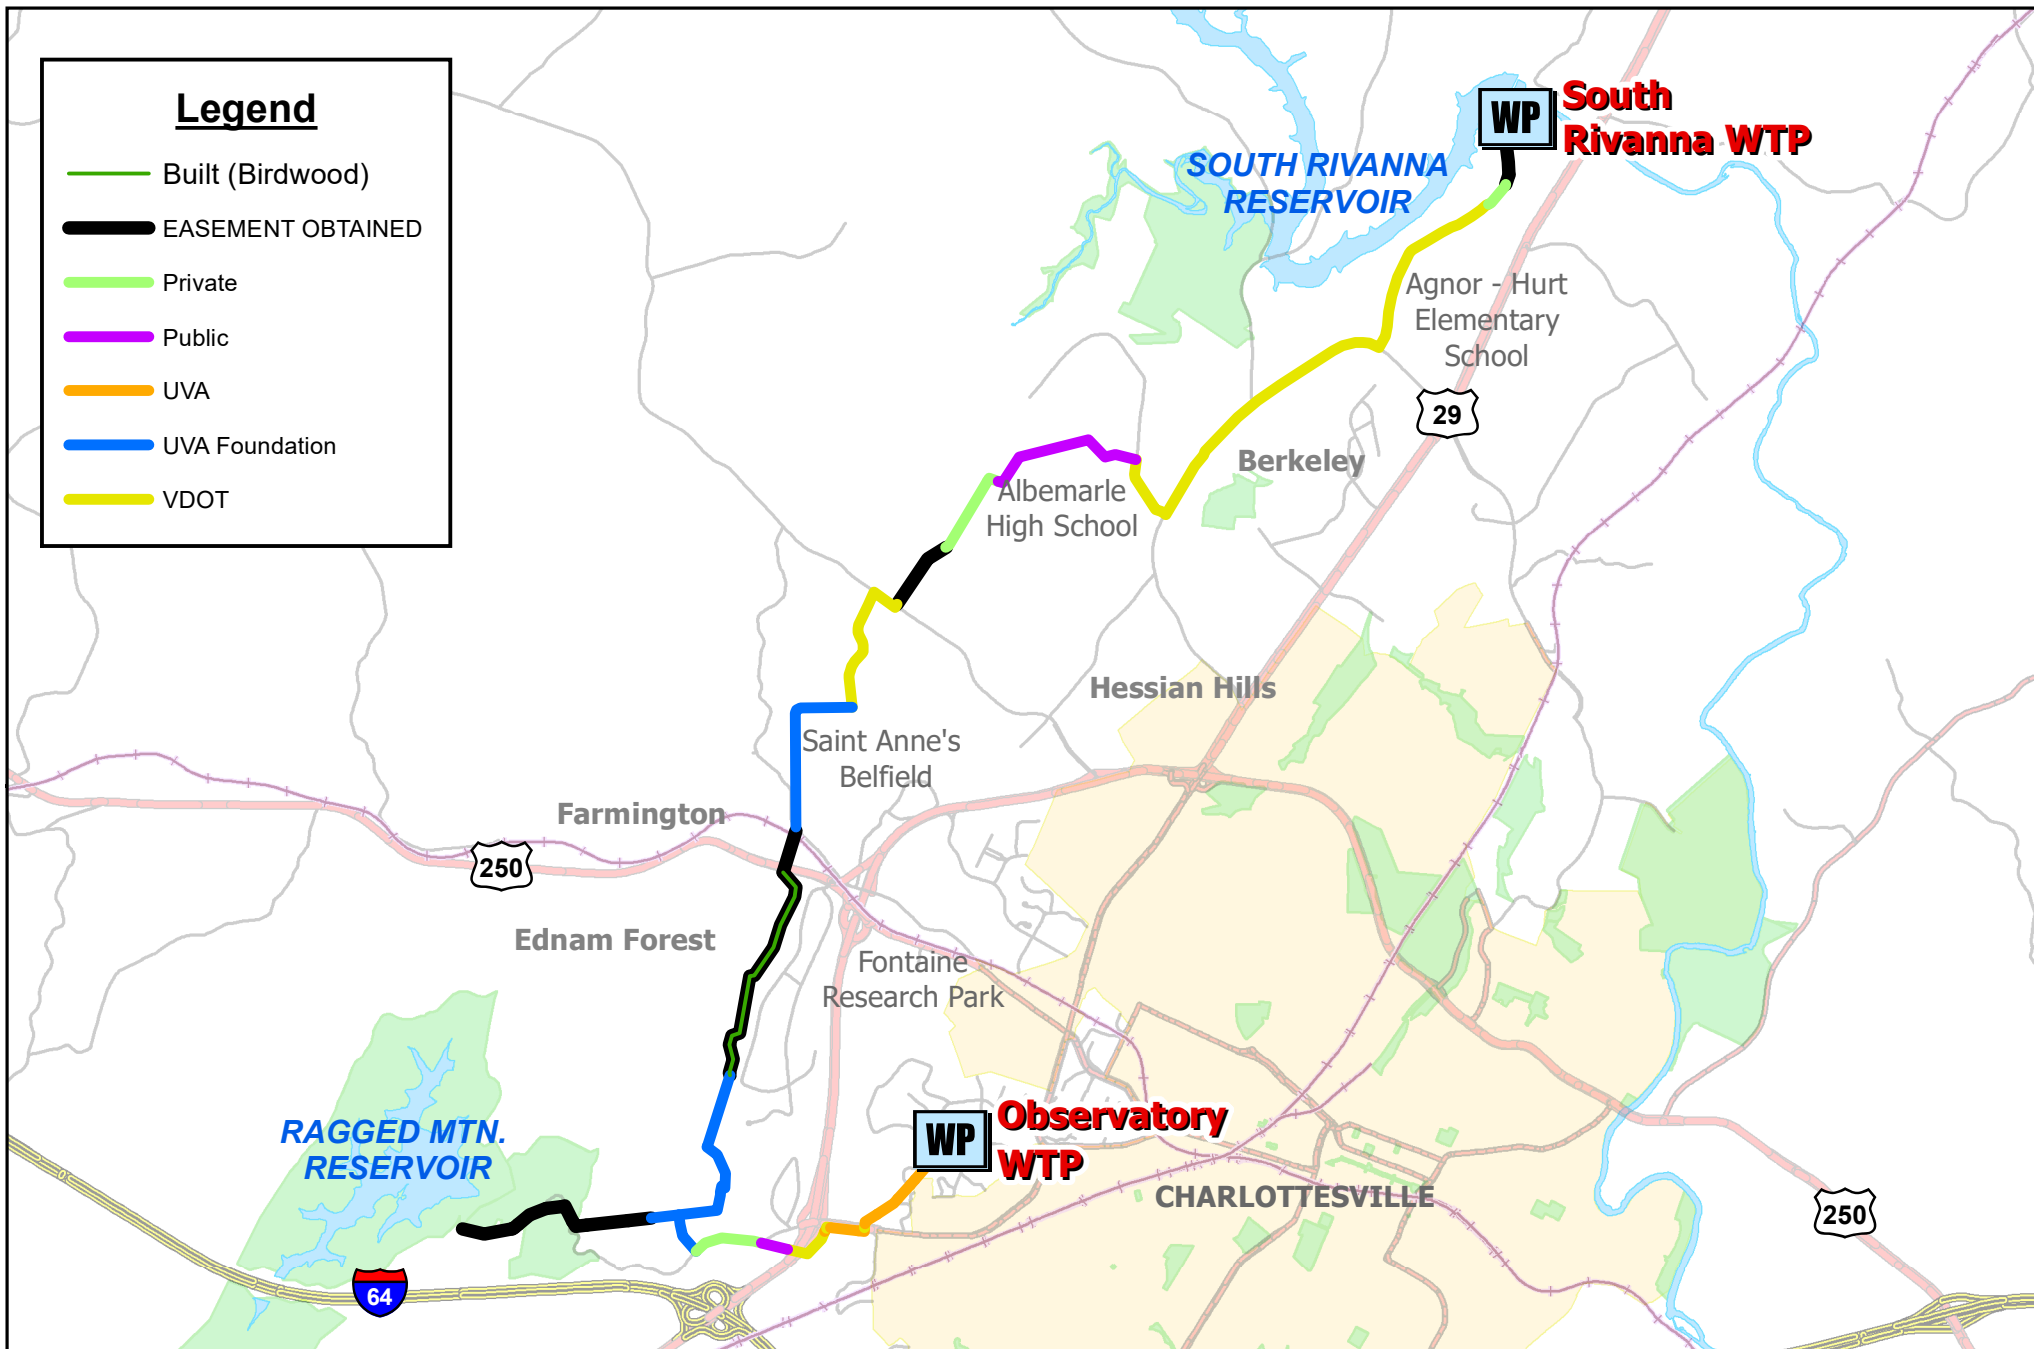 Legend
Built (Birdwood)
EASEMENT OBTAINED
Private
Public
UVA
UVA Foundation
VDOT
WP
South
Rivanna WTP
SOUTH RIVANNA
RESERVOIR
Agnor - Hurt
Elementary
School
29
Berkeley
Albemarle
High School
Hessian Hills
Saint Anne's
Belfield
Farmington
250
Ednam Forest
Fontaine
Research Park
RAGGED MTN.
RESERVOIR
WP
Observatory
WTP
CHARLOTTESVILLE
250
64